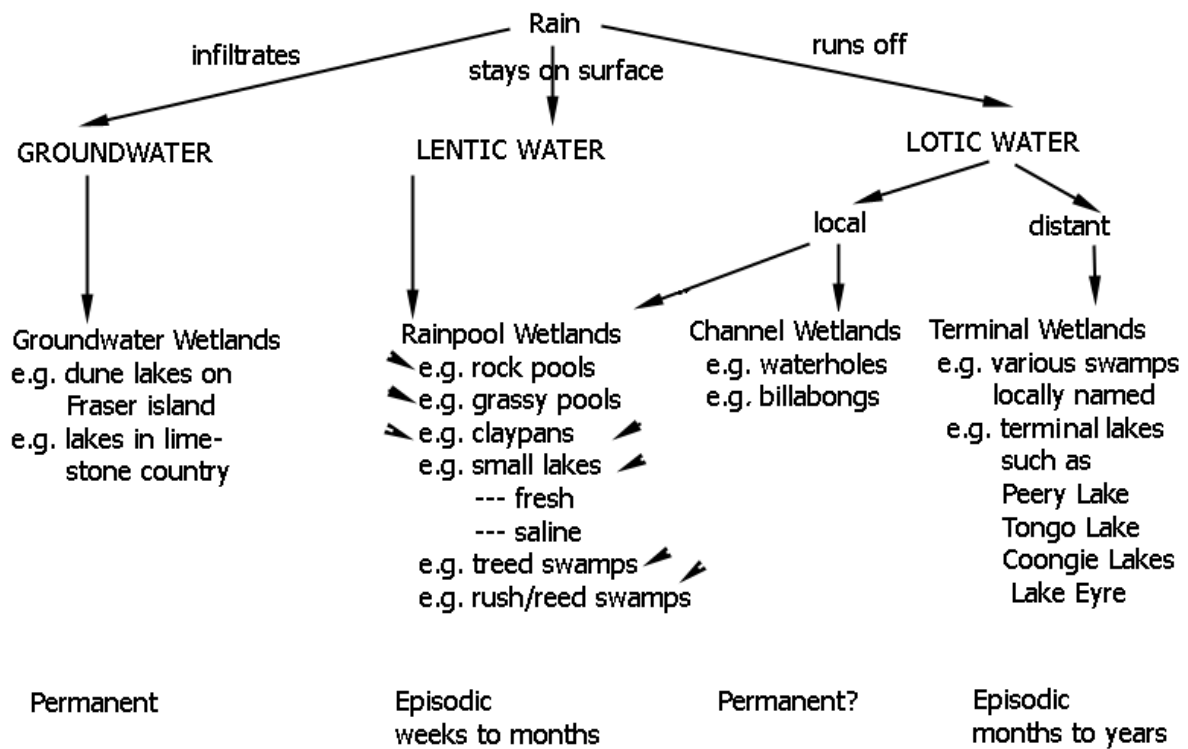 Rain
infiltrates
stays on surface
runs off
GROUNDWATER
LENTIC WATER
LOTIC WATER
local
distant
Groundwater Wetlands
e.g. dune lakes on
Fraser island
e.g. lakes in lime-
stone country
Rainpool Wetlands
e.g. rock pools
e.g. grassy pools
e.g. claypans
e.g. small lakes
--- fresh
--- saline
e.g. treed swamps
e.g. rush/reed swamps
Channel Wetlands
e.g. waterholes
e.g. billabongs
Terminal Wetlands
e.g. various swamps
locally named
e.g. terminal lakes
such as
Peery Lake
Tongo Lake
Coongie Lakes
Lake Eyre
Permanent
Episodic
weeks to months
Permanent?
Episodic
months to years